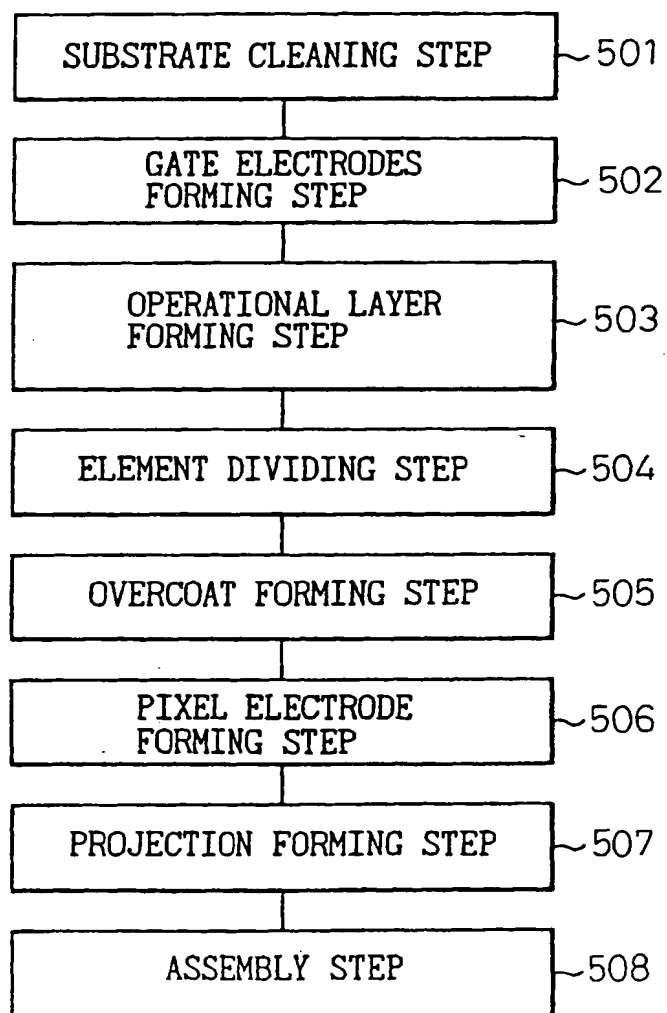 SUBSTRATE CLEANING STEP 501
GATE ELECTRODES
FORMING STEP 502
OPERATIONAL LAYER
FORMING STEP 503
ELEMENT DIVIDING STEP 504
OVERCOAT FORMING STEP 505
PIXEL ELECTRODE
FORMING STEP 506
PROJECTION FORMING STEP 507
ASSEMBLY STEP 508